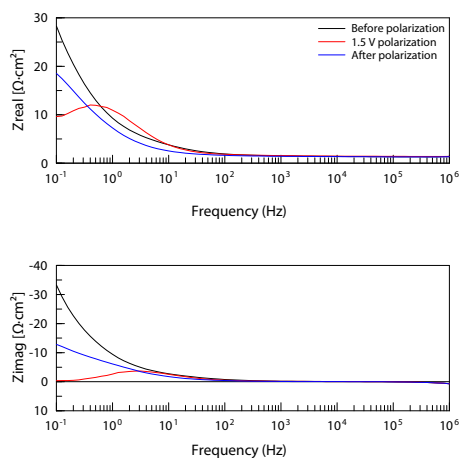 30
20
10
0
Zreal [Ω·cm²]
Before polarization
1.5 V polarization
After polarization
10⁻¹ 10⁰ 10¹ 10² 10³ 10⁴ 10⁵ 10⁶
Frequency (Hz)
-40
-30
-20
-10
0
10
Zimag [Ω·cm²]
10⁻¹ 10⁰ 10¹ 10² 10³ 10⁴ 10⁵ 10⁶
Frequency (Hz)